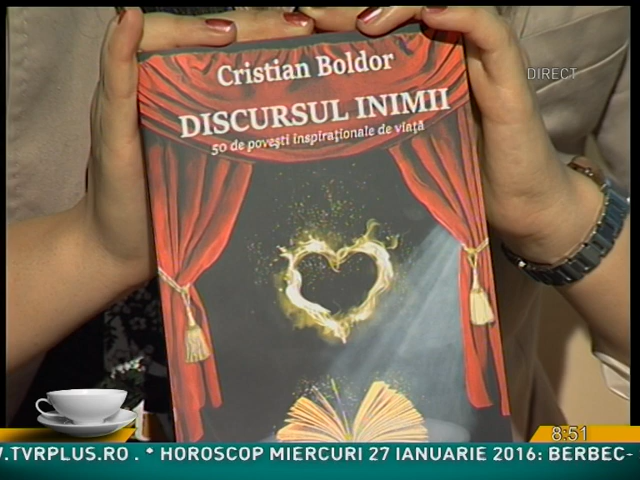 Cristian Boldor
DISCURSUL INIMII
50 de povești inspiraționale de viață
DIRECT
8:51
W.TVRPLUS.RO . * HOROSCOP MIERCURI 27 IANUARIE 2016: BERBEC-